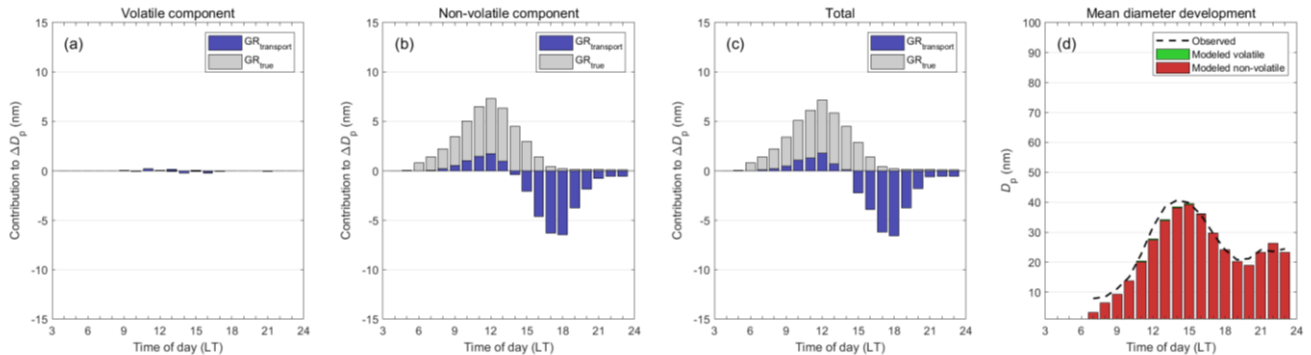 Volatile component
(a)
GRtransport
GRtrue
Contribution to ΔDp (nm)
15
10
5
0
-5
-10
-15
3 6 9 12 15 18 21 24
Time of day (LT)
Non-volatile component
(b)
GRtransport
GRtrue
Contribution to ΔDp (nm)
15
10
5
0
-5
-10
-15
3 6 9 12 15 18 21 24
Time of day (LT)
Total
(c)
GRtransport
GRtrue
Contribution to ΔDp (nm)
15
10
5
0
-5
-10
-15
3 6 9 12 15 18 21 24
Time of day (LT)
Mean diameter development
(d)
Observed
Modeled volatile
Modeled non-volatile
Dp (nm)
100
90
80
70
60
50
40
30
20
10
3 6 9 12 15 18 21 24
Time of day (LT)